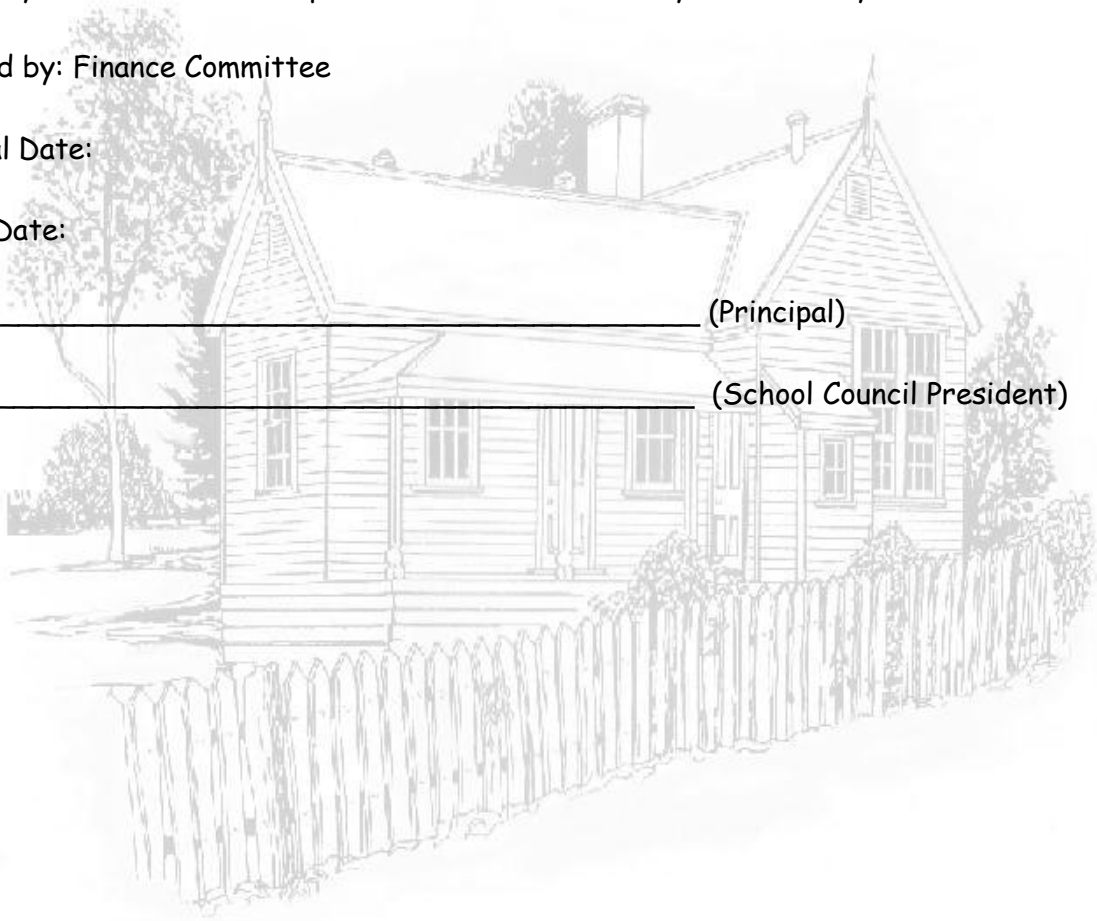 d by: Finance Committee
l Date:
Date:
(Principal)
(School Council President)